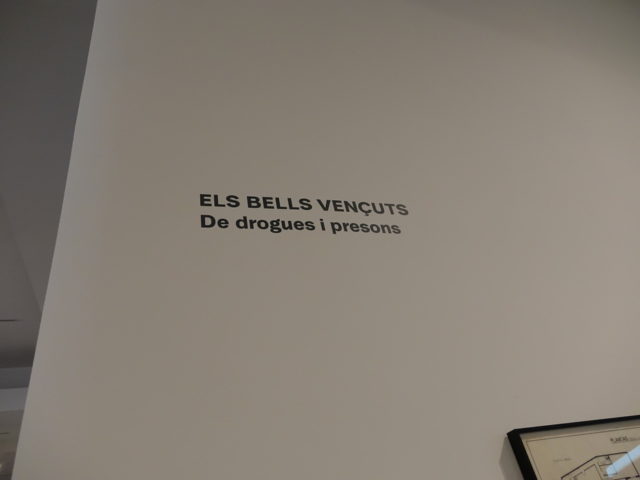 ELS BELLS VENÇUTS
De drogues i presons